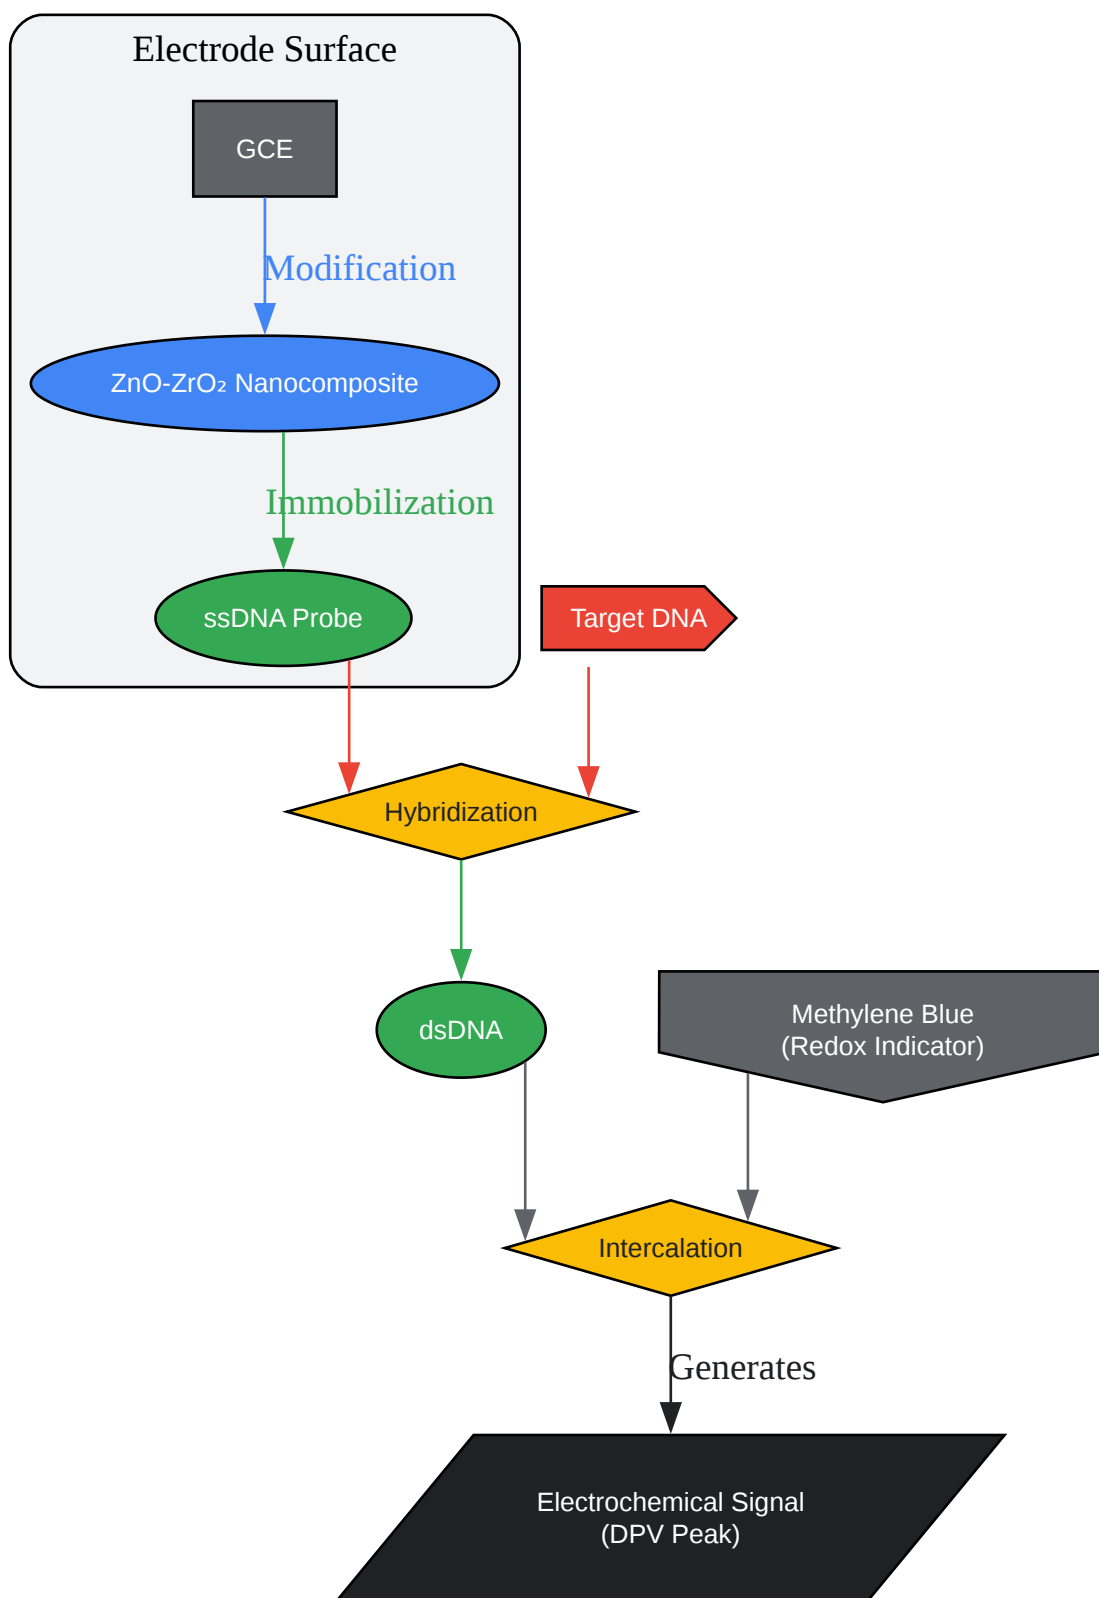 Electrode Surface
GCE
Modification
ZnO-ZrO₂ Nanocomposite
Immobilization
ssDNA Probe
Target DNA
Hybridization
dsDNA
Methylene Blue
(Redox Indicator)
Intercalation
Generates
Electrochemical Signal
(DPV Peak)